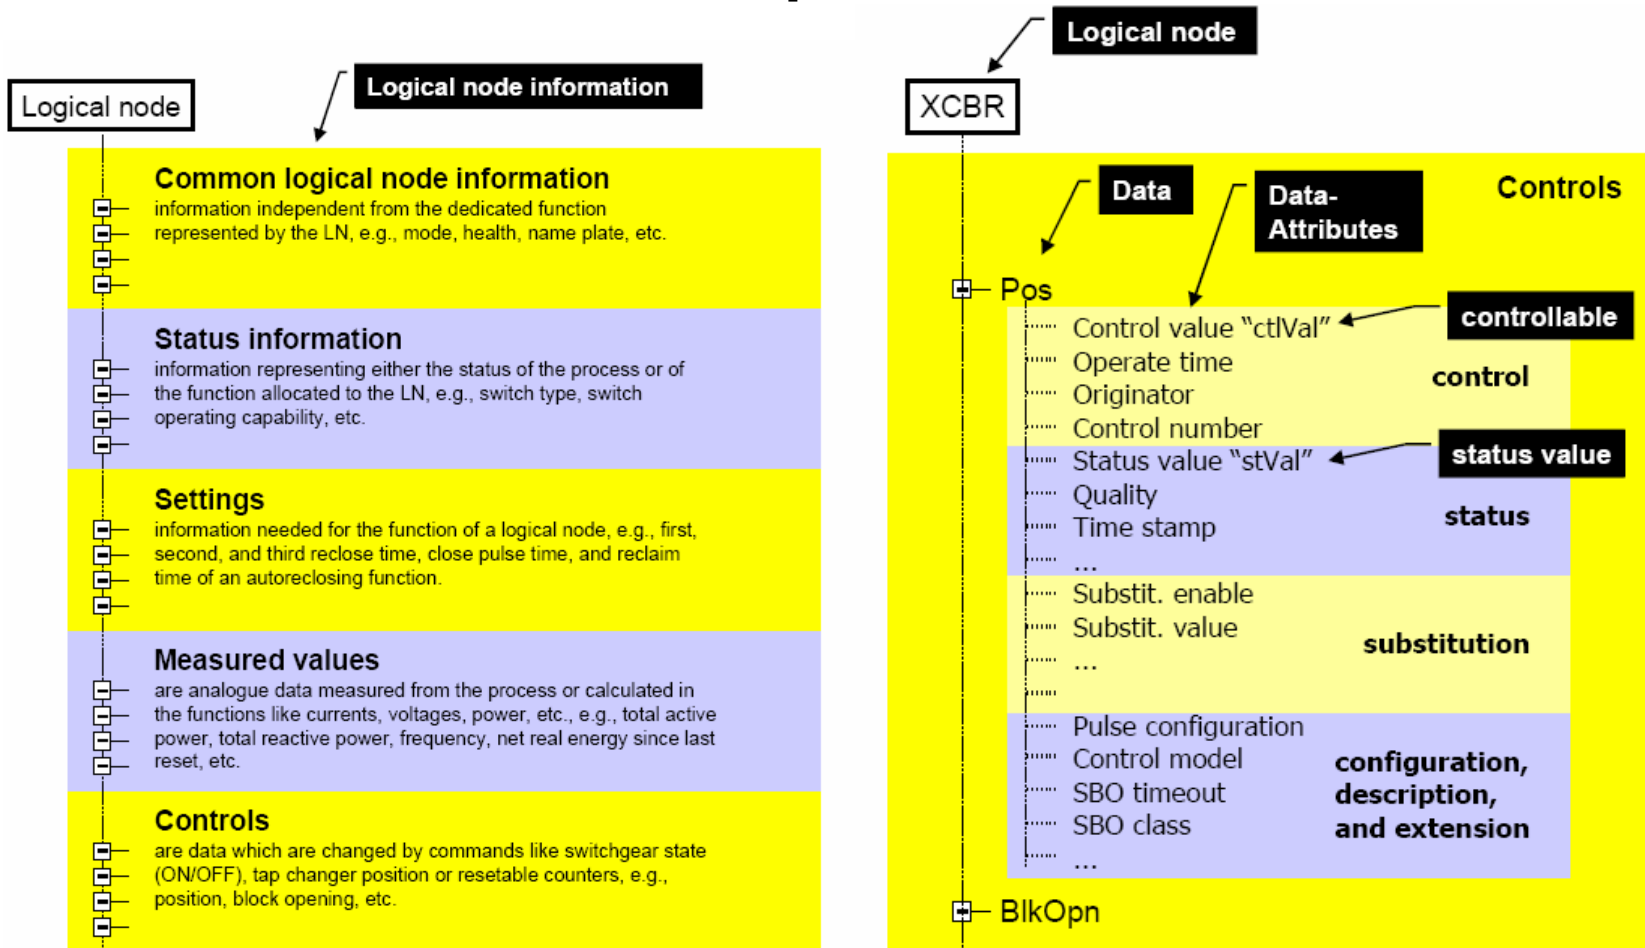 Logical node
Logical node information
Common logical node information
information independent from the dedicated function
represented by the LN, e.g., mode, health, name plate, etc.
Status information
information representing either the status of the process or of
the function allocated to the LN, e.g., switch type, switch
operating capability, etc.
Settings
information needed for the function of a logical node, e.g., first,
second, and third reclose time, close pulse time, and reclaim
time of an autoreclosing function.
Measured values
are analogue data measured from the process or calculated in
the functions like currents, voltages, power, etc., e.g., total active
power, total reactive power, frequency, net real energy since last
reset, etc.
Controls
are data which are changed by commands like switchgear state
(ON/OFF), tap changer position or resetable counters, e.g.,
position, block opening, etc.
Logical node
XCBR
Data
Data-
Attributes
Controls
Pos
Control value “ctlVal”
controllable
Operate time
control
Originator
Control number
Status value “stVal”
status value
Quality
status
Time stamp
...
Substit. enable
Substit. value
substitution
...
Pulse configuration
Control model
SBO timeout
SBO class
...
configuration,
description,
and extension
BlkOpn